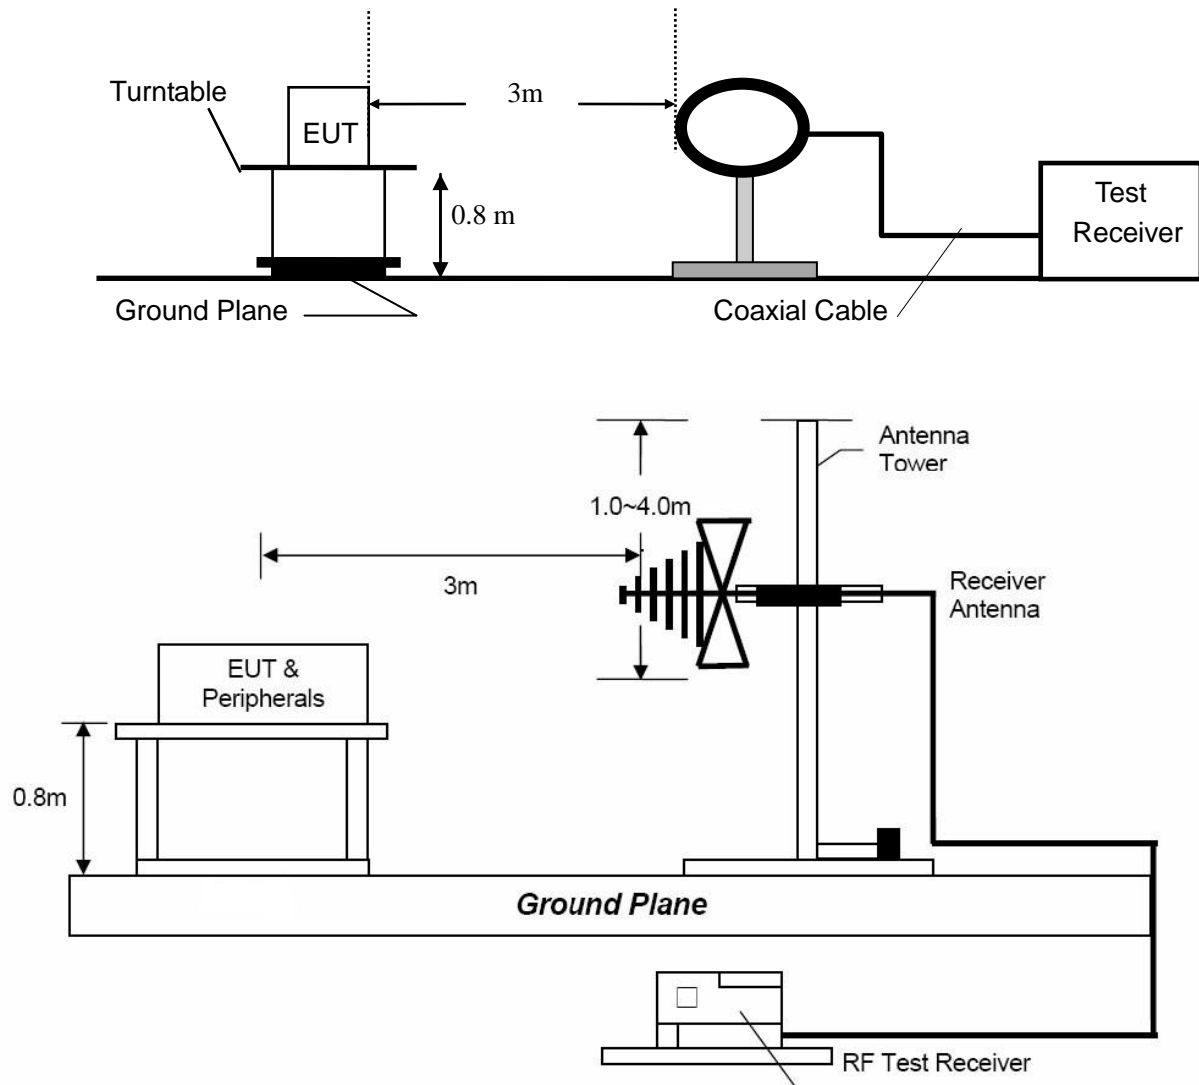 Turntable
EUT
3m
0.8 m
Test
Receiver
Ground Plane
Coaxial Cable
Antenna
Tower
1.0~4.0m
3m
Receiver
Antenna
EUT &
Peripherals
0.8m
Ground Plane
RF Test Receiver